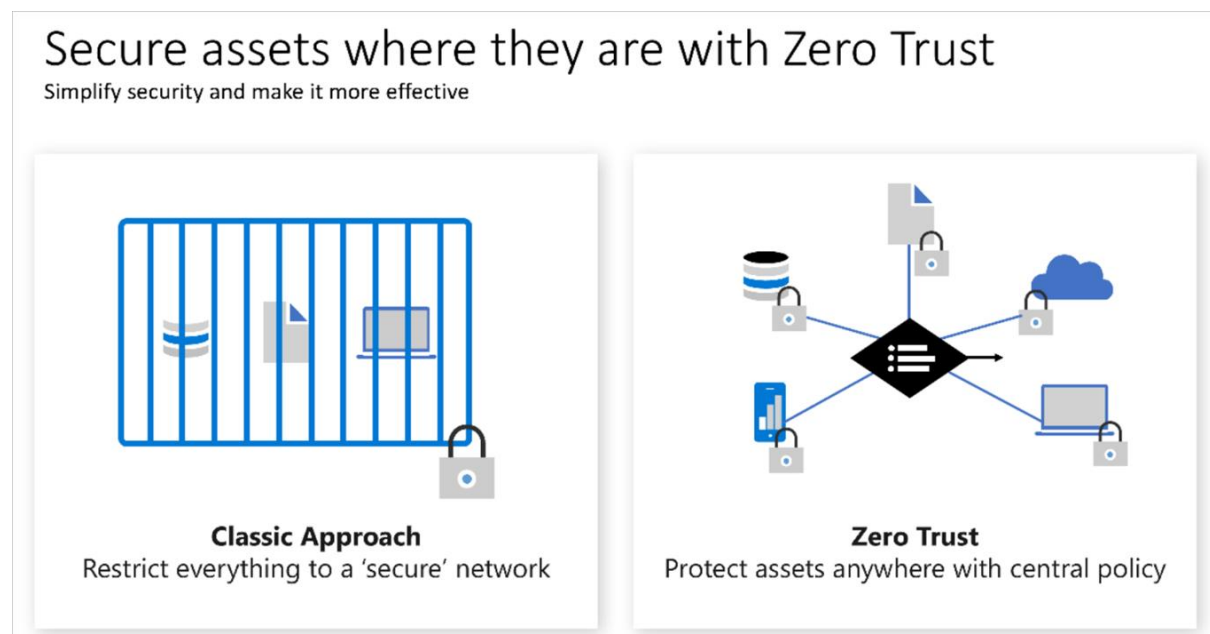 Secure assets where they are with Zero Trust
Simplify security and make it more effective
Classic Approach
Restrict everything to a ‘secure’ network
Zero Trust
Protect assets anywhere with central policy